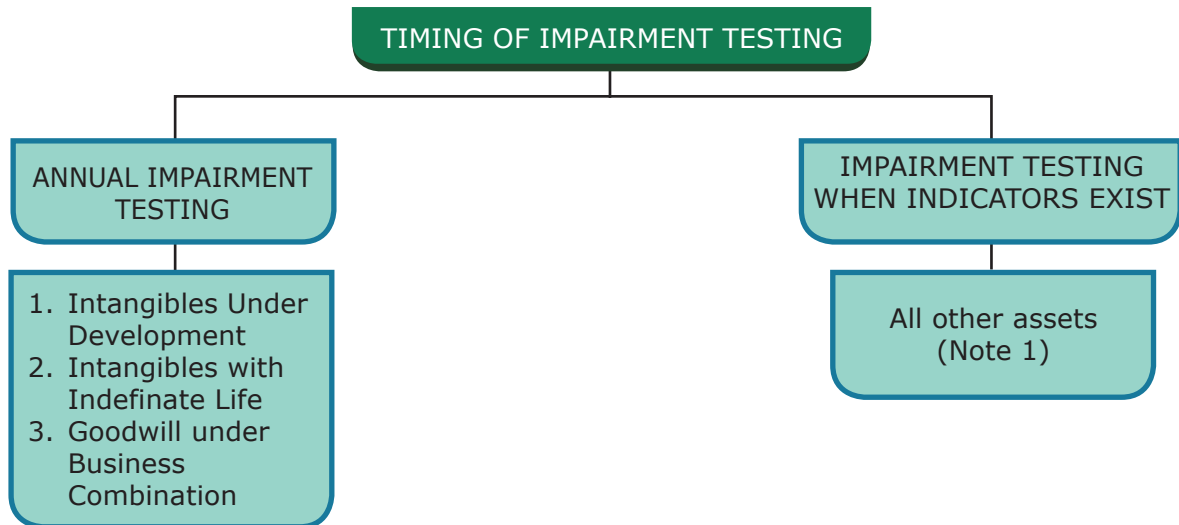 TIMING OF IMPAIRMENT TESTING
ANNUAL IMPAIRMENT
TESTING
1. Intangibles Under
Development
2. Intangibles with
Indefinate Life
3. Goodwill under
Business
Combination
IMPAIRMENT TESTING
WHEN INDICATORS EXIST
All other assets
(Note 1)